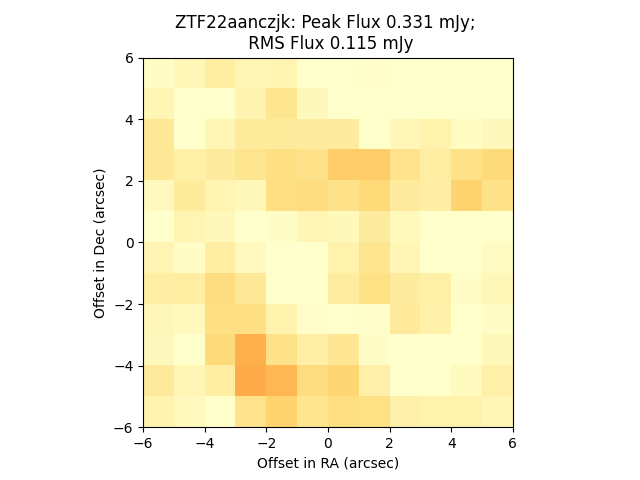 ZTF22aanczjk: Peak Flux 0.331 mJy;
RMS Flux 0.115 mJy
6
4
2
0
−2
−4
−6
Offset in Dec (arcsec)
−6 −4 −2 0 2 4 6
Offset in RA (arcsec)